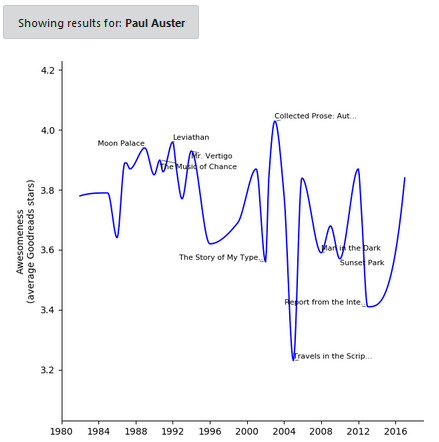 Showing results for: Paul Auster
4.2
4.0
3.8
3.6
3.4
3.2
Awesomeness
(average Goodreads stars)
Collected Prose: Aut...
Leviathan
Moon Palace
Mr. Vertigo
The Music of Chance
Man in the Dark
The Story of My Type...
Sunset Park
Report from the Inte...
Travels in the Scrip...
1980 1984 1988 1992 1996 2000 2004 2008 2012 2016